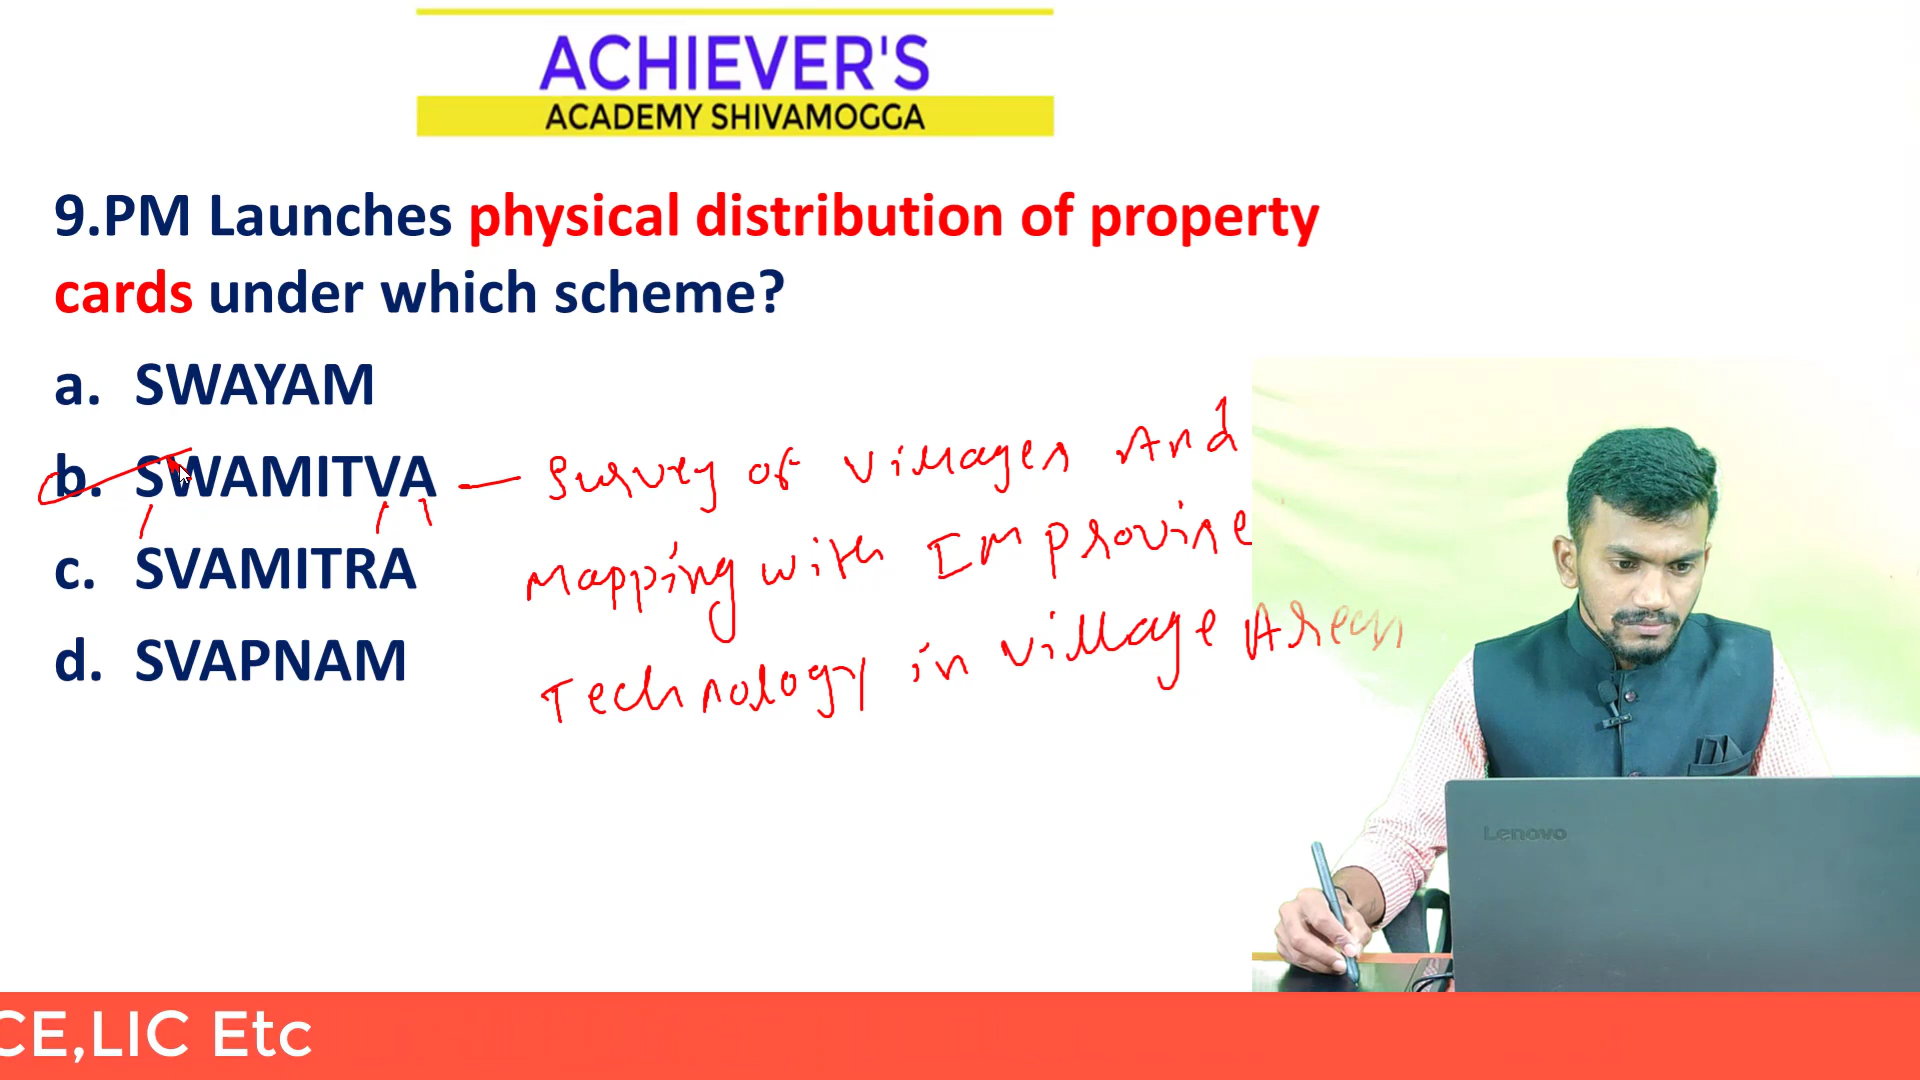 ACHIEVER'S
ACADEMY SHIVAMOGGA
9.PM Launches physical distribution of property
cards under which scheme?
a. SWAYAM
b. SWAMITVA — Survey of Villages And
c. SVAMITRA Mapping with Improvise
d. SVAPNAM Technology in village Areas
Lenovo
CE,LIC Etc